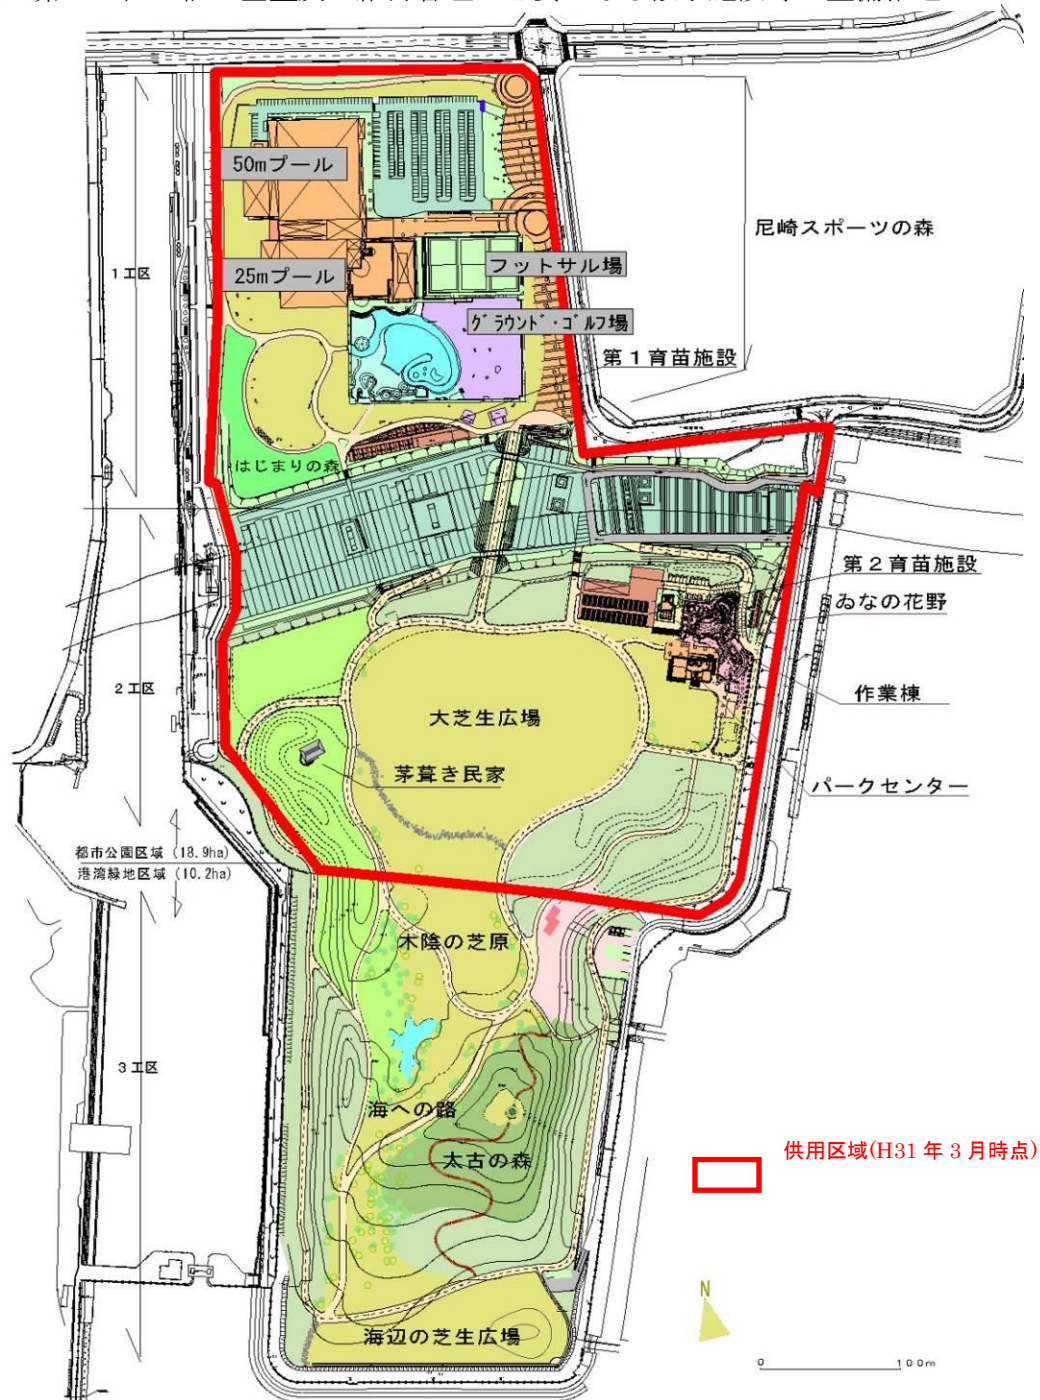 50mプール
尼崎スポーツの森
フットサル場
25mプール
1工区
グラウンド・ゴルフ場
第1育苗施設
はじまりの森
第2育苗施設
ゐなの花野
2工区
作業棟
大芝生広場
茅葺き民家
パークセンター
都市公園区域 (18.9ha)
港湾緑地区域 (10.2ha)
木陰の芝原
3工区
海への路
供用区域(H31 年 3 月時点)
太古の森
N
海辺の芝生広場
0 100m